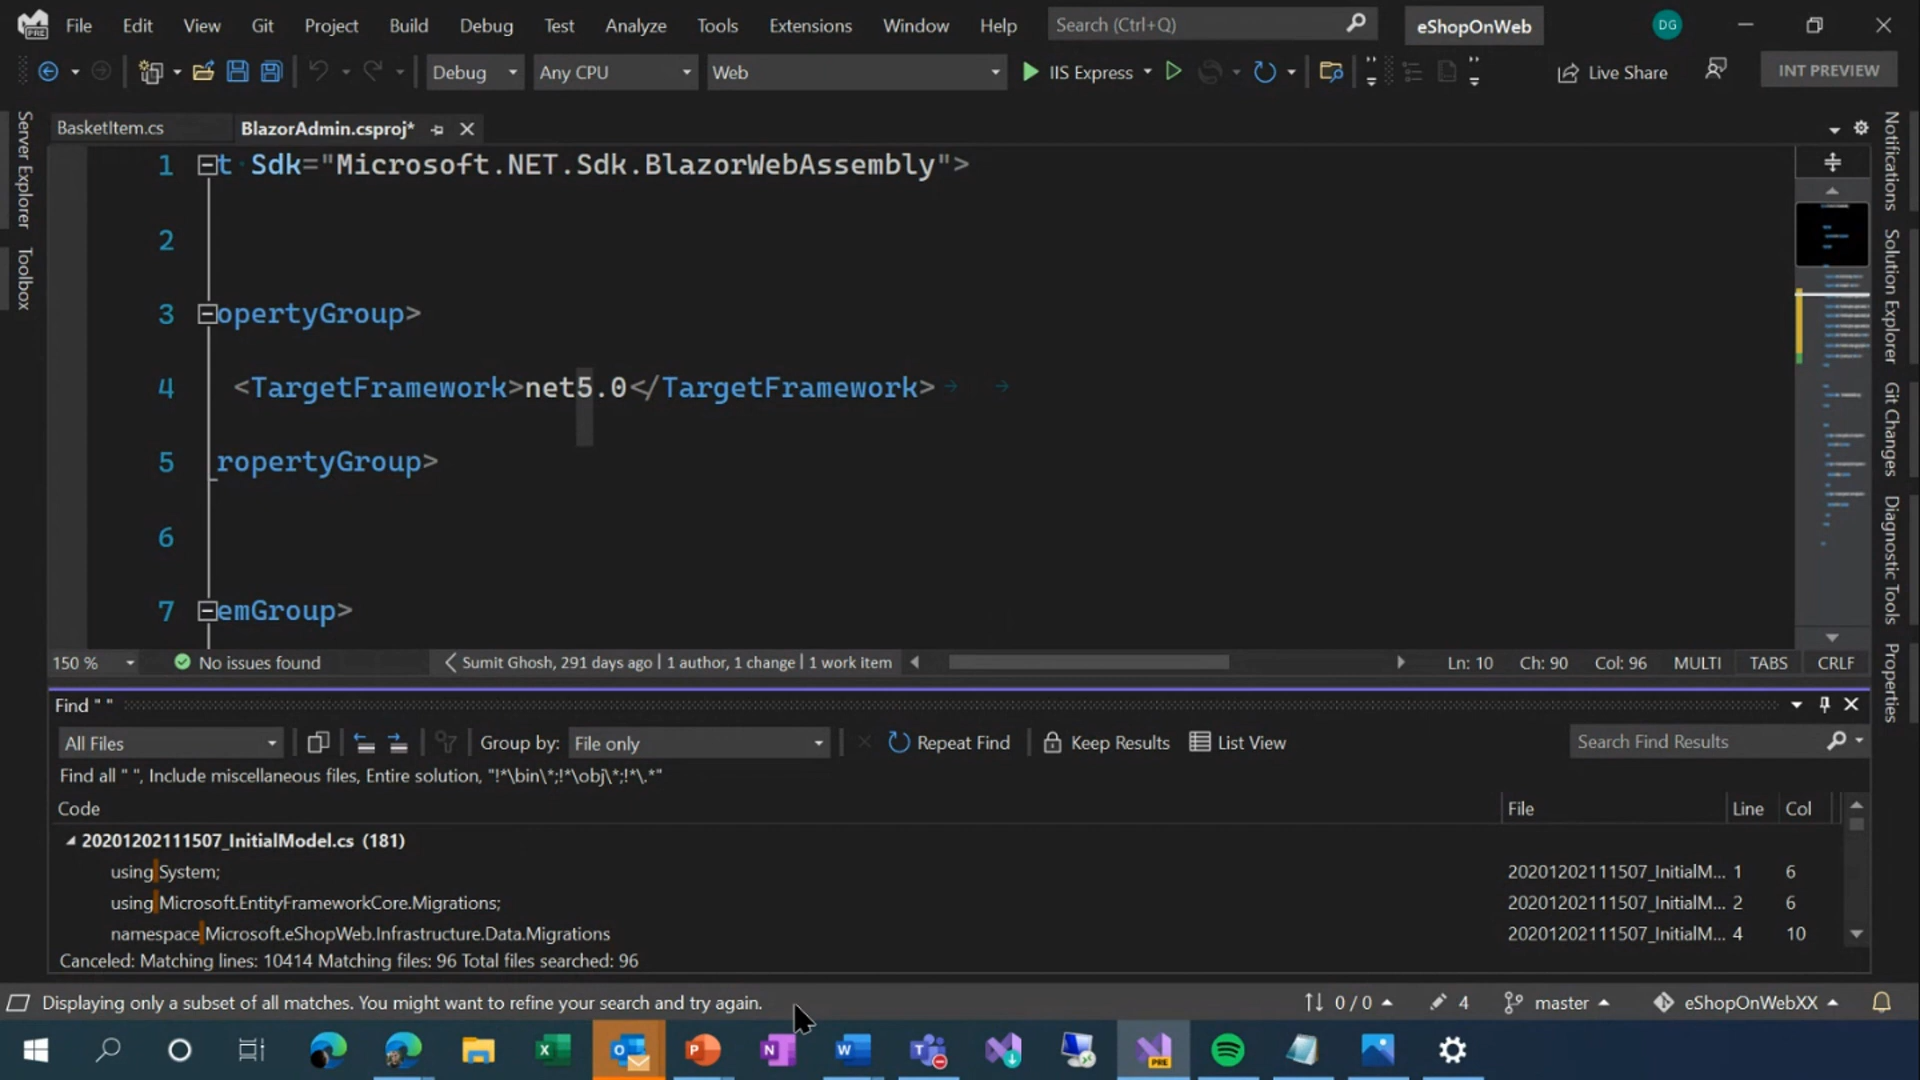 File Edit View Git Project Build Debug Test Analyze Tools Extensions Window Help Search (Ctrl+Q) eShopOnWeb DG
PRE
Debug Any CPU Web IIS Express Live Share INT PREVIEW
Server Explorer
Toolbox
BasketItem.cs BlazorAdmin.csproj*
1 t Sdk="Microsoft.NET.Sdk.BlazorWebAssembly">
2
3 opertyGroup>
4 <TargetFramework>net5.0</TargetFramework>
5 ropertyGroup>
6
7 emGroup>
Notifications
Solution Explorer
Git Changes
Diagnostic Tools
Properties
150 % No issues found Sumit Ghosh, 291 days ago | 1 author, 1 change | 1 work item Ln: 10 Ch: 90 Col: 96 MULTI TABS CRLF
Find " "
All Files Group by: File only Repeat Find Keep Results List View Search Find Results
Find all " ", Include miscellaneous files, Entire solution, "!*\bin\*;!*\obj\*;!*\.*"
Code File Line Col
20201202111507_InitialModel.cs (181)
using System; 20201202111507_InitialM... 1 6
using Microsoft.EntityFrameworkCore.Migrations; 20201202111507_InitialM... 2 6
namespace Microsoft.eShopWeb.Infrastructure.Data.Migrations 20201202111507_InitialM... 4 10
Canceled: Matching lines: 10414 Matching files: 96 Total files searched: 96
Displaying only a subset of all matches. You might want to refine your search and try again. 0 / 0 4 master eShopOnWebXX
PRE